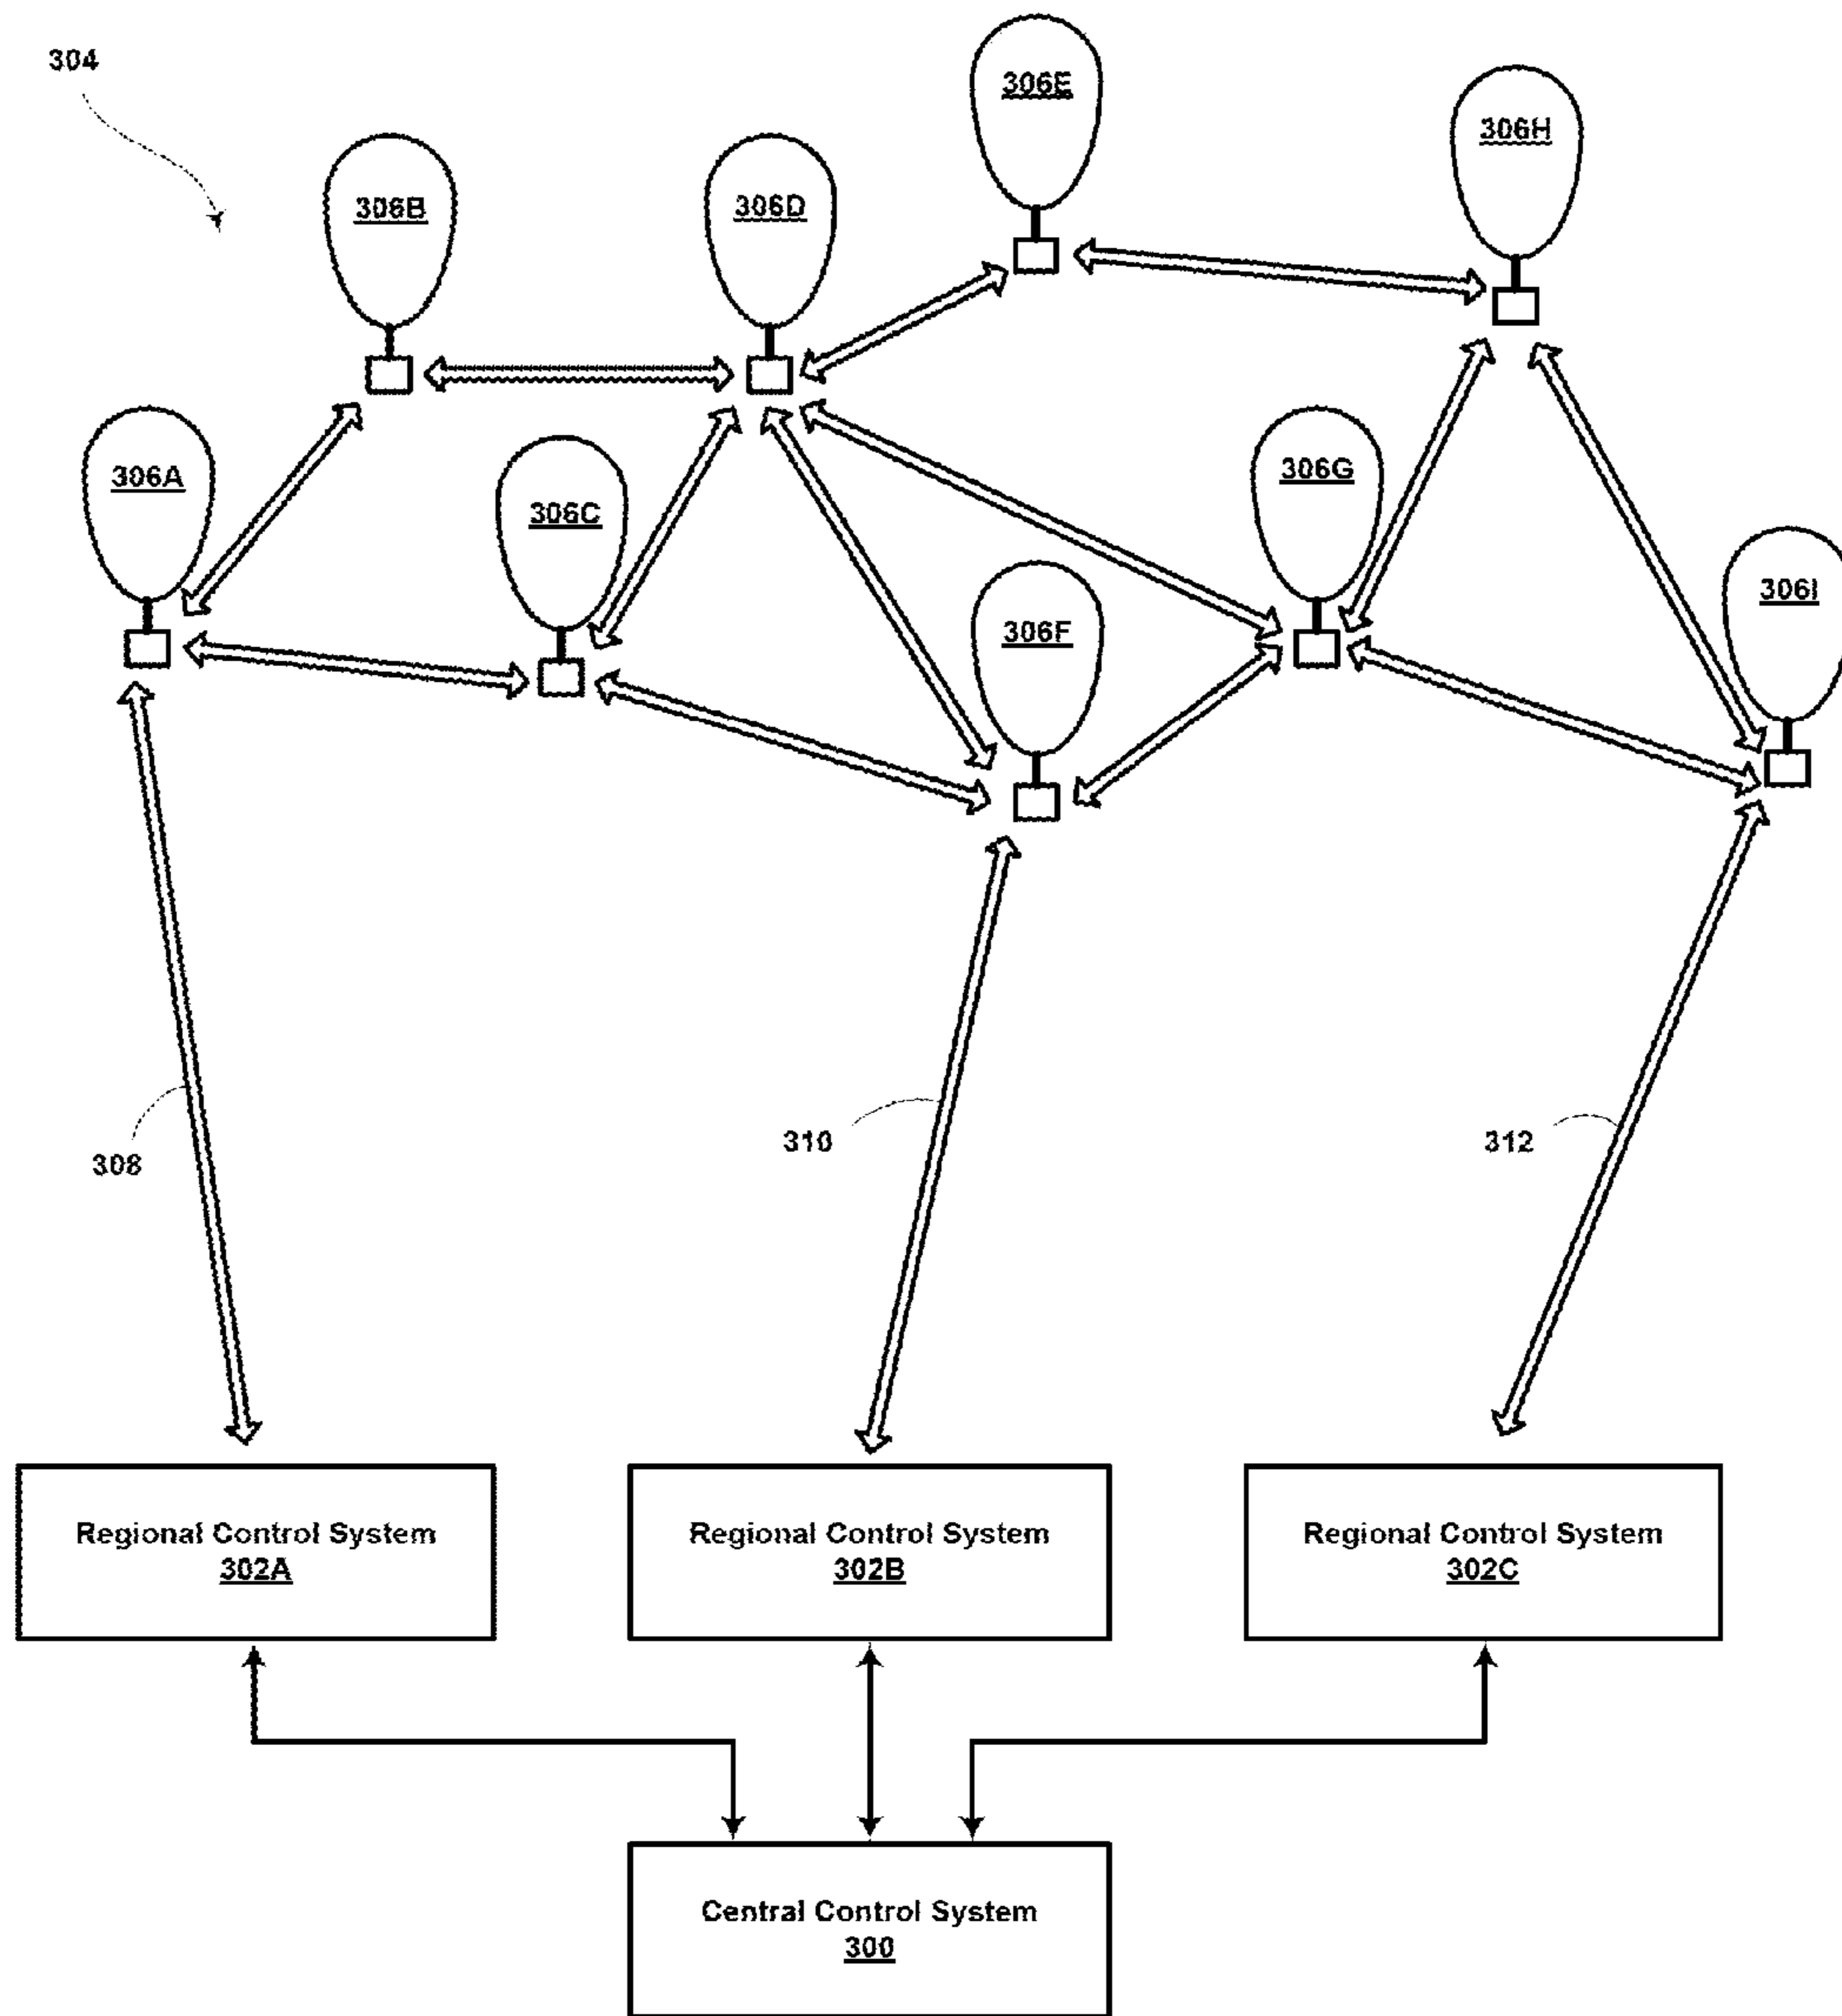 304
306E
306H
306B
306D
306A
306G
306C
306I
306F
310
312
308
Regional Control System
302A
Regional Control System
302B
Regional Control System
302C
Central Control System
300